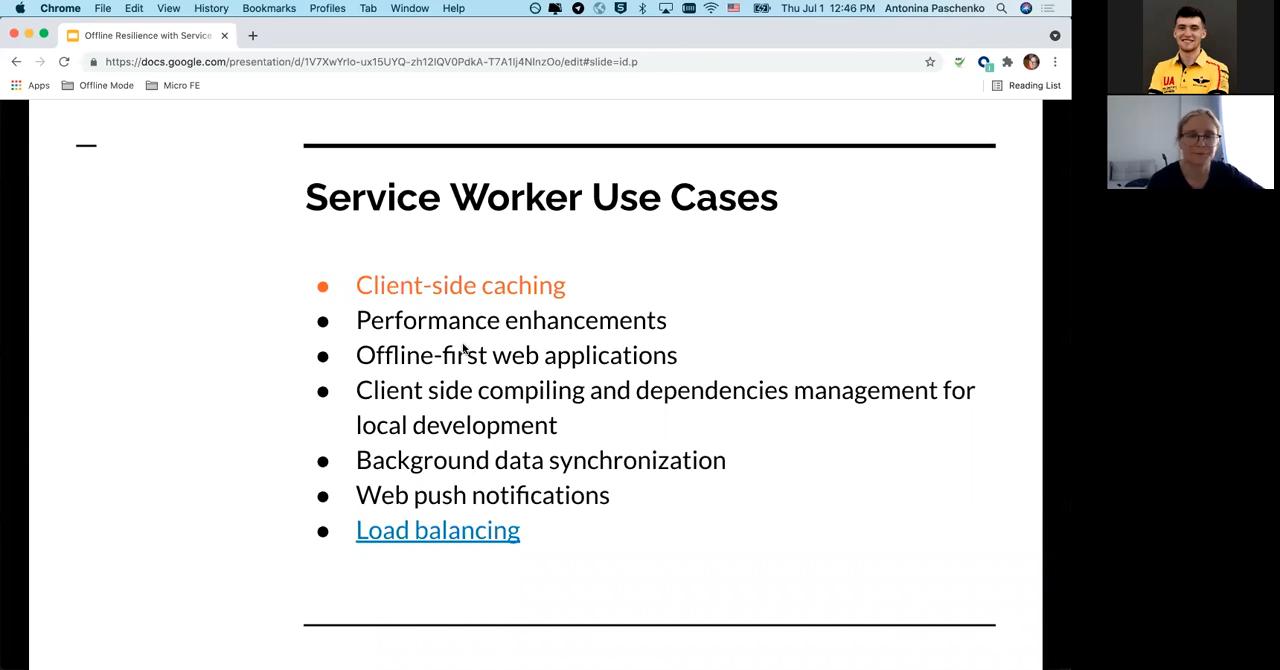 Chrome File Edit View History Bookmarks Profiles Tab Window Help Thu Jul 1 12:46 PM Antonina Paschenko
Offline Resilience with Service
https://docs.google.com/presentation/d/1V7XwYrIo-ux15UYQ-zh12IQV0PdkA-T7A1Ij4NInzOo/edit#slide=id.p
Apps Offline Mode Micro FE Reading List
Service Worker Use Cases
Client-side caching
Performance enhancements
Offline-first web applications
Client side compiling and dependencies management for
local development
Background data synchronization
Web push notifications
Load balancing
UA